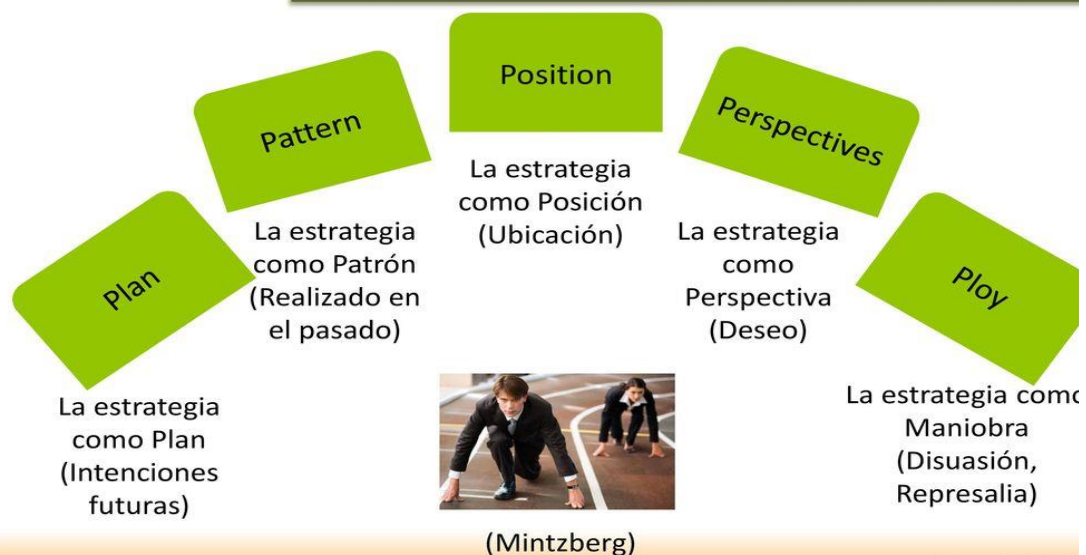 Plan
La estrategia
como Plan
(Intenciones
futuras)
Pattern
La estrategia
como Patrón
(Realizado en
el pasado)
Position
La estrategia
como Posición
(Ubicación)
Perspectives
La estrategia
como
Perspectiva
(Deseo)
Ploy
La estrategia como
Maniobra
(Disuasión,
Represalia)
(Mintzberg)